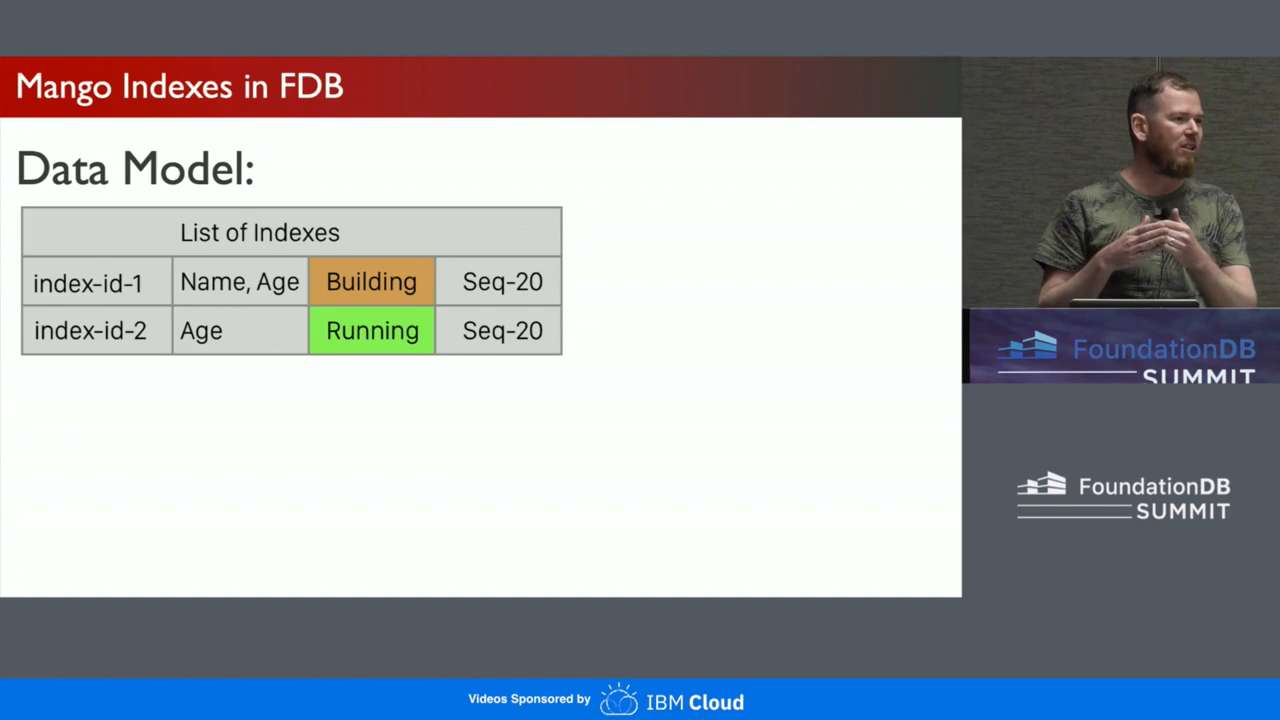 Mango Indexes in FDB
Data Model:
List of Indexes
index-id-1 Name, Age Building Seq-20
index-id-2 Age Running Seq-20
FoundationDB
SUMMIT
FoundationDB
SUMMIT
Videos Sponsored by IBM Cloud